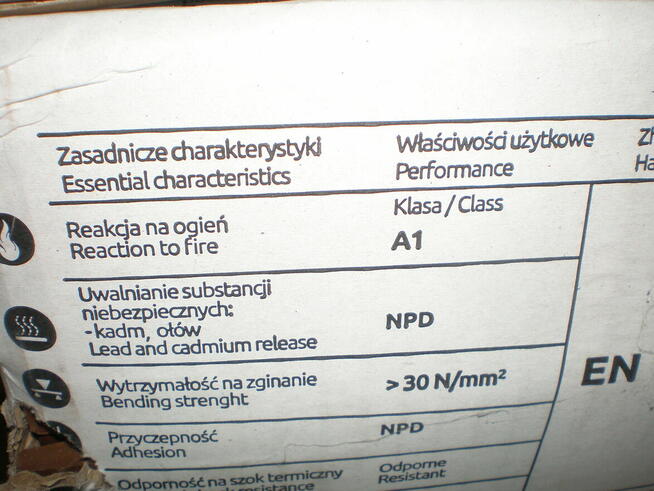 Zasadnicze charakterystyki
Essential characteristics
Właściwości użytkowe
Performance
Reakcja na ogień
Reaction to fire
Klasa / Class
A1
Uwalnianie substancji
niebezpiecznych:
-kadm, ołów
Lead and cadmium release
NPD
Wytrzymałość na zginanie
Bending strenght
> 30 N/mm²
EN
Przyczepność
Adhesion
NPD
Odporność na szok termiczny
resistance
Odporne
Resistant